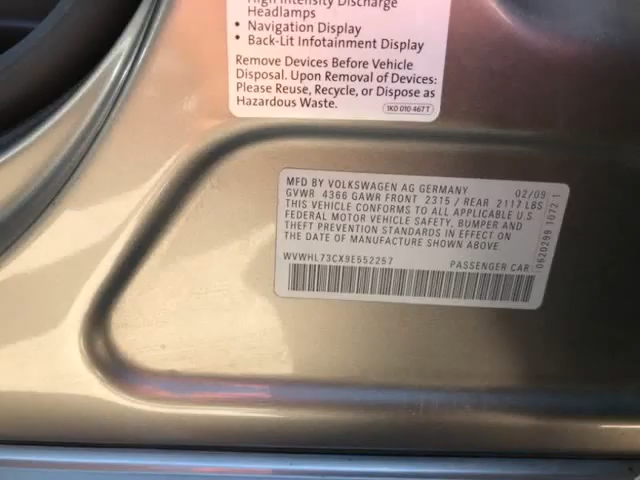 High Intensity Discharge
Headlamps
• Navigation Display
• Back-Lit Infotainment Display
Remove Devices Before Vehicle
Disposal. Upon Removal of Devices:
Please Reuse, Recycle, or Dispose as
Hazardous Waste.
1K0 010 467 T
MFD BY VOLKSWAGEN AG GERMANY 02/09
GVWR 4366 GAWR FRONT 2315 / REAR 2117 LBS
THIS VEHICLE CONFORMS TO ALL APPLICABLE U.S
FEDERAL MOTOR VEHICLE SAFETY, BUMPER AND
THEFT PREVENTION STANDARDS IN EFFECT ON
THE DATE OF MANUFACTURE SHOWN ABOVE
WVWHL73CX9E552257 PASSENGER CAR
0620299 1072 1